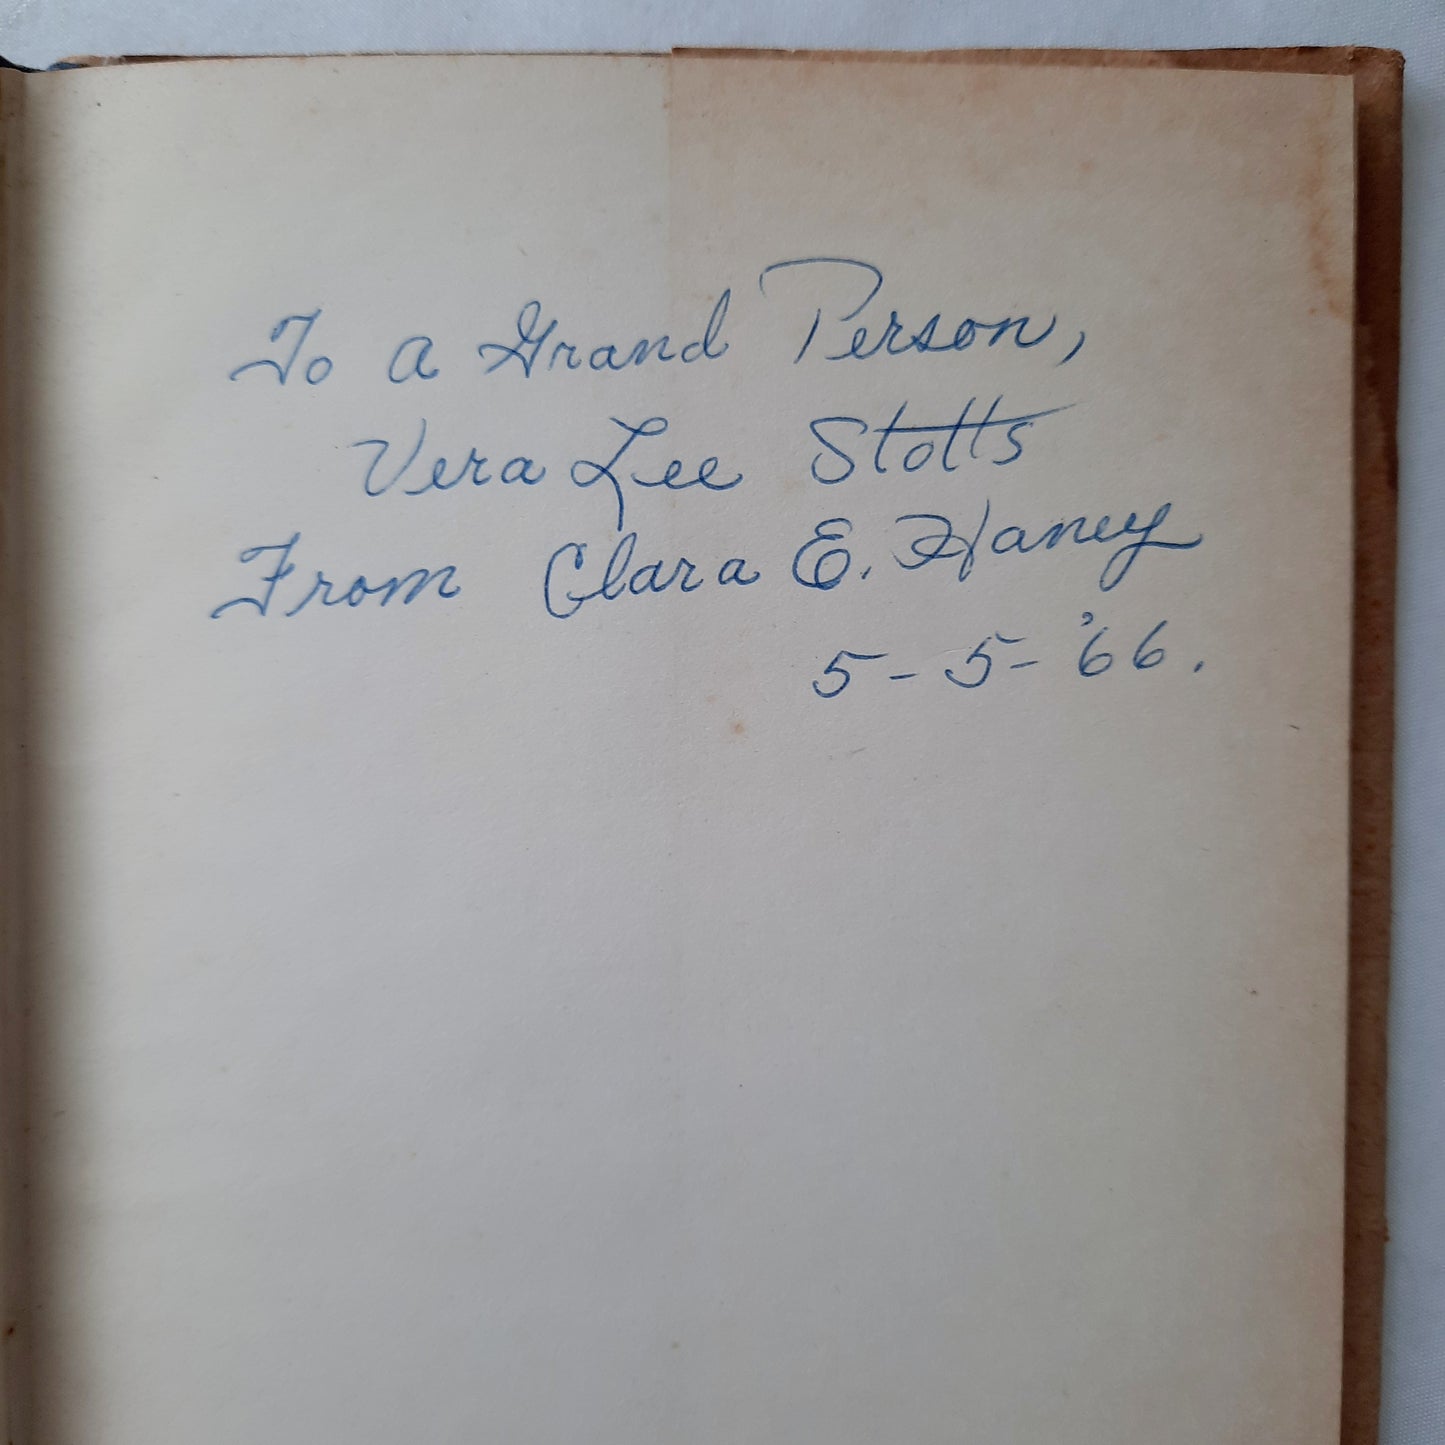 To a Grand Person,
Vera Lee Stotts
From Clara E. Haney
5-5-'66.